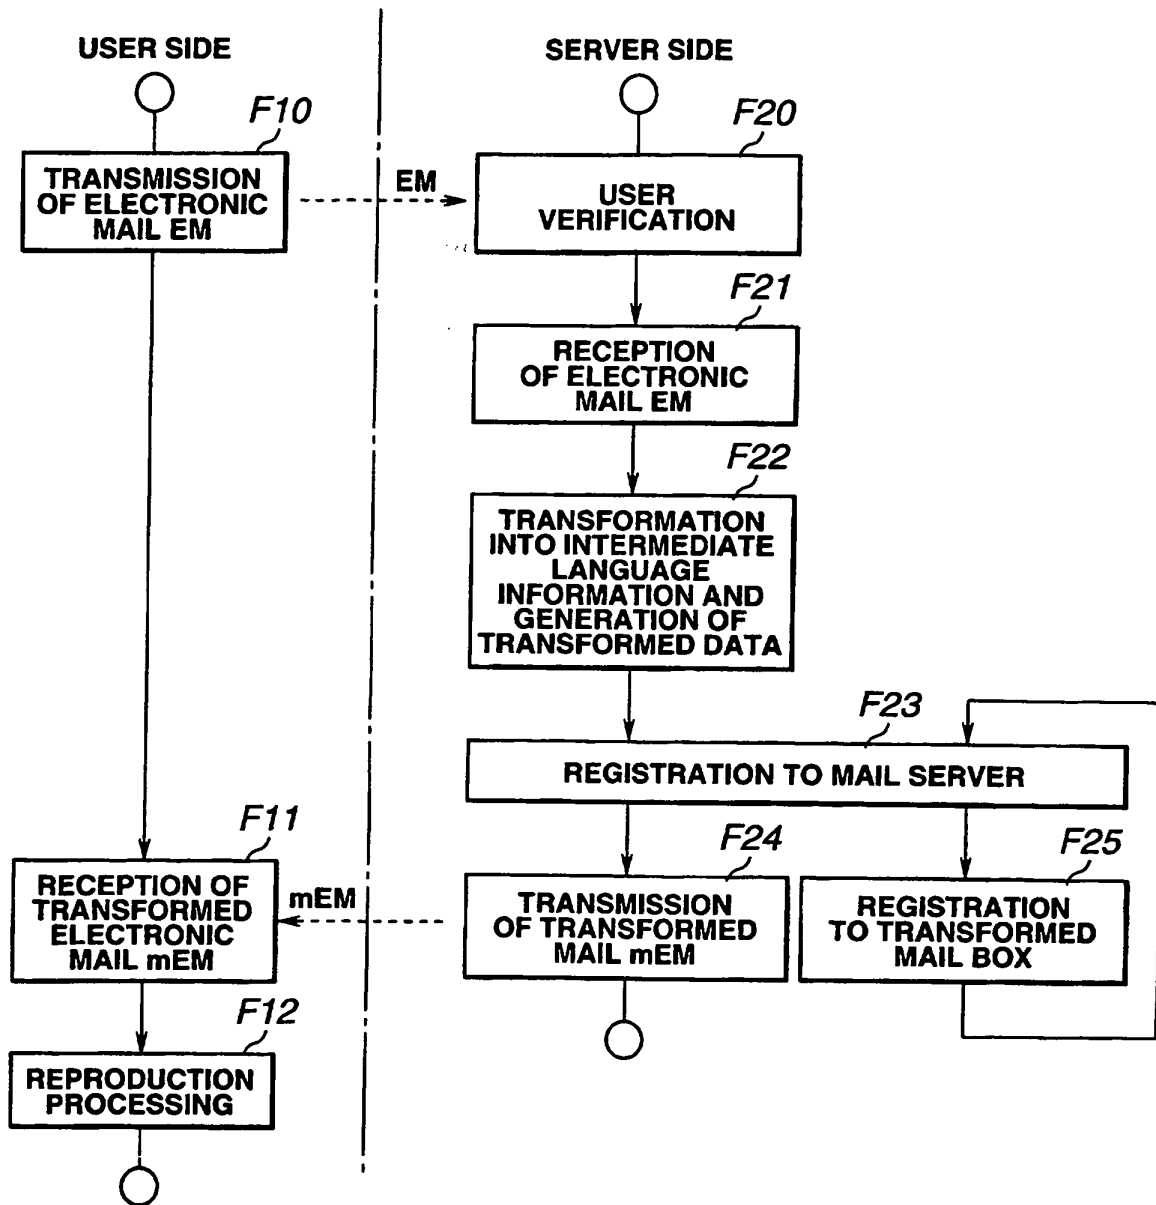 USER SIDE
F10
TRANSMISSION
OF ELECTRONIC
MAIL EM
EM
SERVER SIDE
F20
USER
VERIFICATION
F21
RECEPTION
OF ELECTRONIC
MAIL EM
F22
TRANSFORMATION
INTO INTERMEDIATE
LANGUAGE
INFORMATION AND
GENERATION OF
TRANSFORMED DATA
F23
REGISTRATION TO MAIL SERVER
F24
TRANSMISSION
OF TRANSFORMED
MAIL mEM
F25
REGISTRATION
TO TRANSFORMED
MAIL BOX
mEM
F11
RECEPTION OF
TRANSFORMED
ELECTRONIC
MAIL mEM
F12
REPRODUCTION
PROCESSING